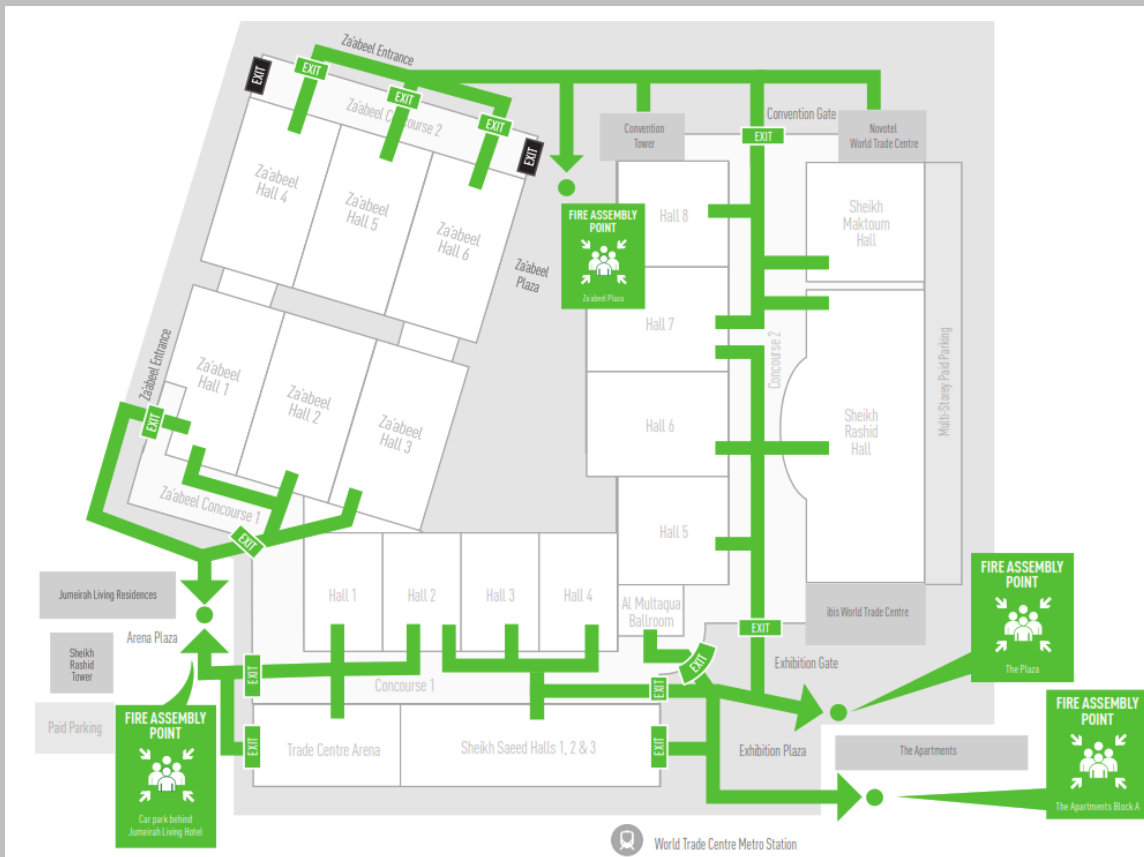 Za'abeel Entrance
EXIT
EXIT
EXIT
EXIT
EXIT
Za'abeel Concourse 2
Za'abeel
Hall 4
Za'abeel
Hall 5
Za'abeel
Hall 6
Za'abeel
Plaza
Convention
Tower
Convention Gate
EXIT
Novotel
World Trade Centre
FIRE ASSEMBLY
POINT
Za'abeel Plaza
Hall 8
Sheikh
Maktoum
Hall
Hall 7
Concourse 2
Multi-Storey Paid Parking
Za'abeel Entrance
Za'abeel
Hall 1
Za'abeel
Hall 2
Za'abeel
Hall 3
EXIT
Hall 6
Sheikh
Rashid
Hall
Za'abeel Concourse 1
EXIT
Hall 5
Jumeirah Living Residences
Hall 1
Hall 2
Hall 3
Hall 4
Al Multaqua
Ballroom
ibis World Trade Centre
EXIT
FIRE ASSEMBLY
POINT
The Plaza
Arena Plaza
Sheikh
Rashid
Tower
EXIT
Concourse 1
EXIT
EXIT
Exhibition Gate
Paid Parking
FIRE ASSEMBLY
POINT
Car park behind
Jumeirah Living Hotel
EXIT
Trade Centre Arena
Sheikh Saeed Halls 1, 2 & 3
EXIT
Exhibition Plaza
The Apartments
FIRE ASSEMBLY
POINT
The Apartments Block A
World Trade Centre Metro Station